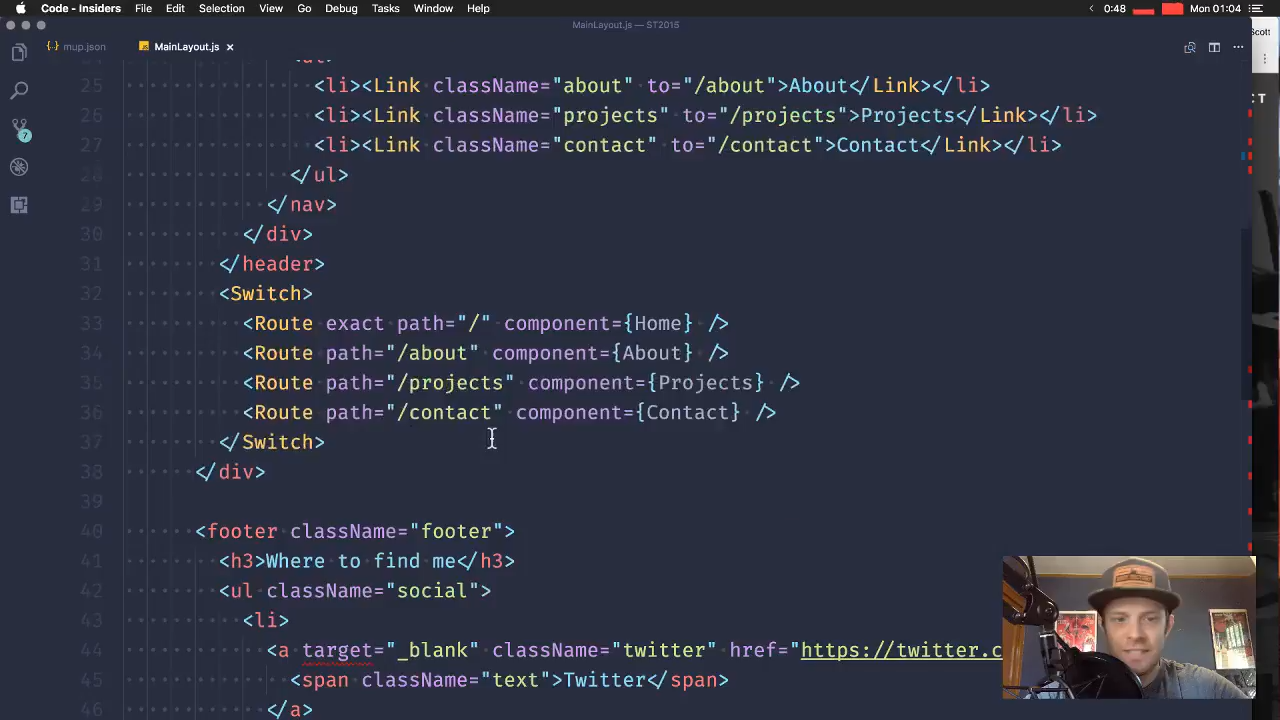 Code - Insiders File Edit Selection View Go Debug Tasks Window Help 0:48 Mon 01:04
MainLayout.js — ST2015
Scott
{} mup.json MainLayout.js ×
CT
25 <li><Link className="about" to="/about">About</Link></li>
26 <li><Link className="projects" to="/projects">Projects</Link></li>
27 <li><Link className="contact" to="/contact">Contact</Link></li>
28 </ul>
7
29 </nav>
30 </div>
31 </header>
32 <Switch>
33 <Route exact path="/" component={Home} />
34 <Route path="/about" component={About} />
35 <Route path="/projects" component={Projects} />
36 <Route path="/contact" component={Contact} />
37 </Switch>
38 </div>
39
40 <footer className="footer">
41 <h3>Where to find me</h3>
42 <ul className="social">
43 <li>
44 <a target="_blank" className="twitter" href="https://twitter.c
45 <span className="text">Twitter</span>
46 </a>